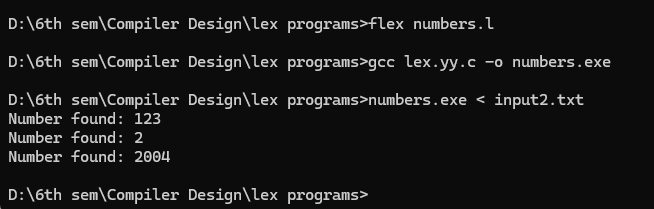 D:\6th sem\Compiler Design\lex programs>flex numbers.l
D:\6th sem\Compiler Design\lex programs>gcc lex.yy.c -o numbers.exe
D:\6th sem\Compiler Design\lex programs>numbers.exe < input2.txt
Number found: 123
Number found: 2
Number found: 2004
D:\6th sem\Compiler Design\lex programs>